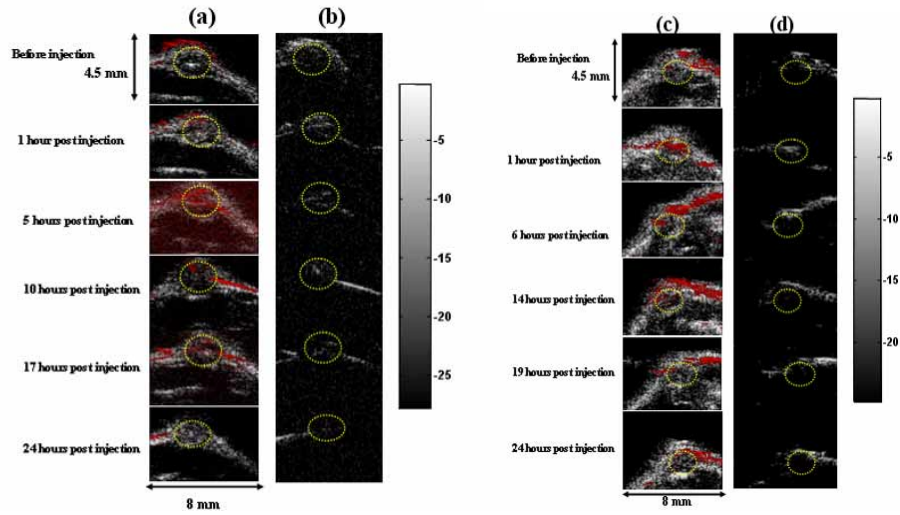 (a) (b)
Before injection
4.5 mm
1 hour post injection
5 hours post injection
10 hours post injection
17 hours post injection
24 hours post injection
8 mm
-5
-10
-15
-20
-25
(c) (d)
Before injection
4.5 mm
1 hour post injection
6 hours post injection
14 hours post injection
19 hours post injection
24 hours post injection
8 mm
-5
-10
-15
-20